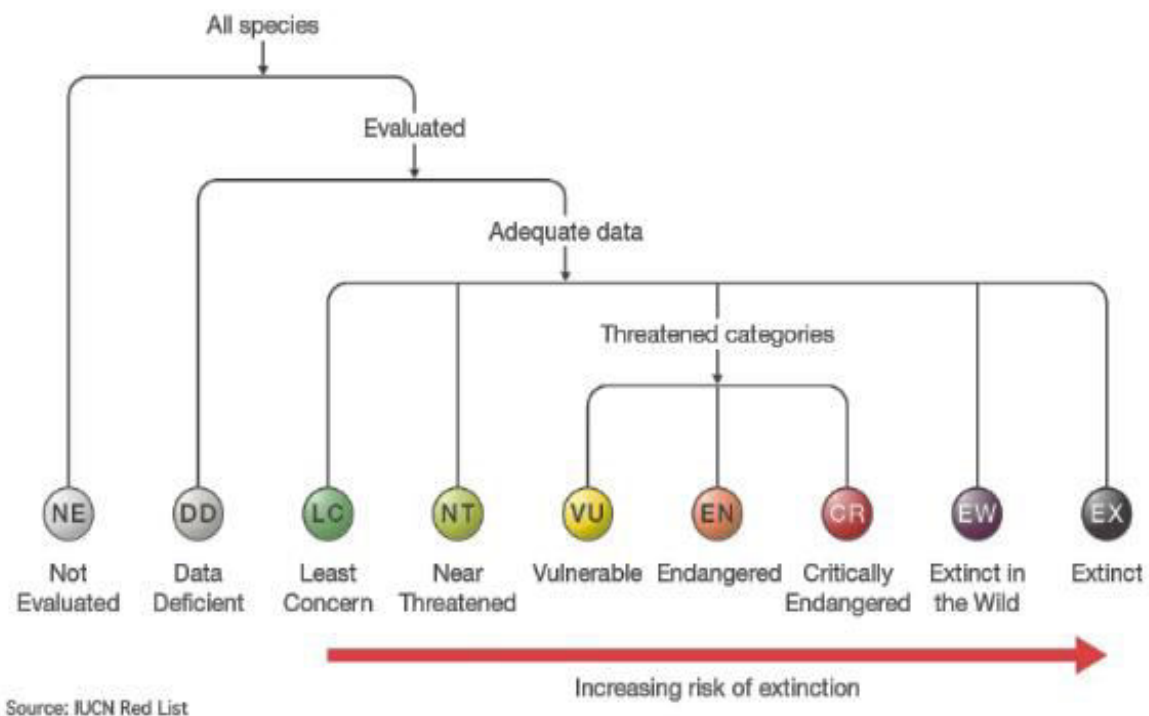 All species
Evaluated
Adequate data
Threatened categories
NE
DD
LC
NT
VU
EN
CR
EW
EX
Not
Evaluated
Data
Deficient
Least
Concern
Near
Threatened
Vulnerable
Endangered
Critically
Endangered
Extinct in
the Wild
Extinct
Increasing risk of extinction
Source: IUCN Red List